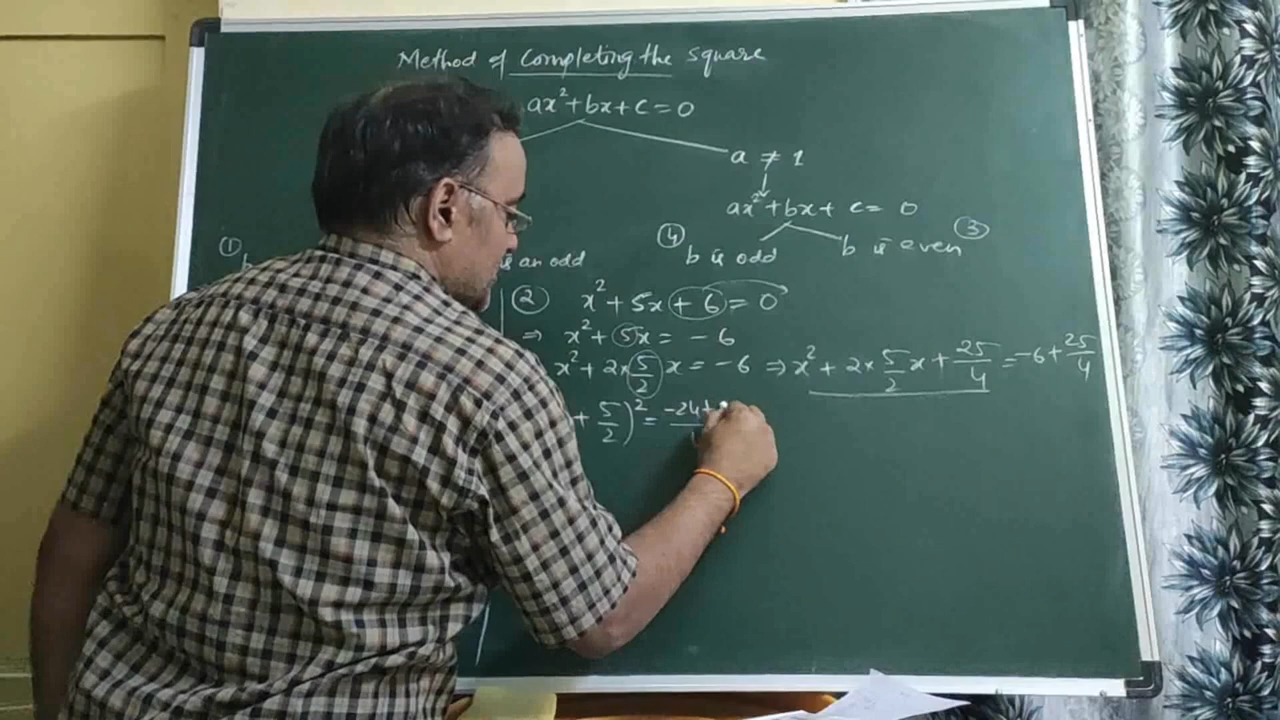 Method of Completing the square
ax² + bx + c = 0
a ≠ 1
ax² + bx + c = 0
① ④ b is odd b is even ③
an odd
② x² + 5x + 6 = 0
⇒ x² + 5x = - 6
x² + 2 × 5/2 x = - 6 ⇒ x² + 2 × 5/2 x + 25/4 = -6 + 25/4
+ 5/2)² = -24+